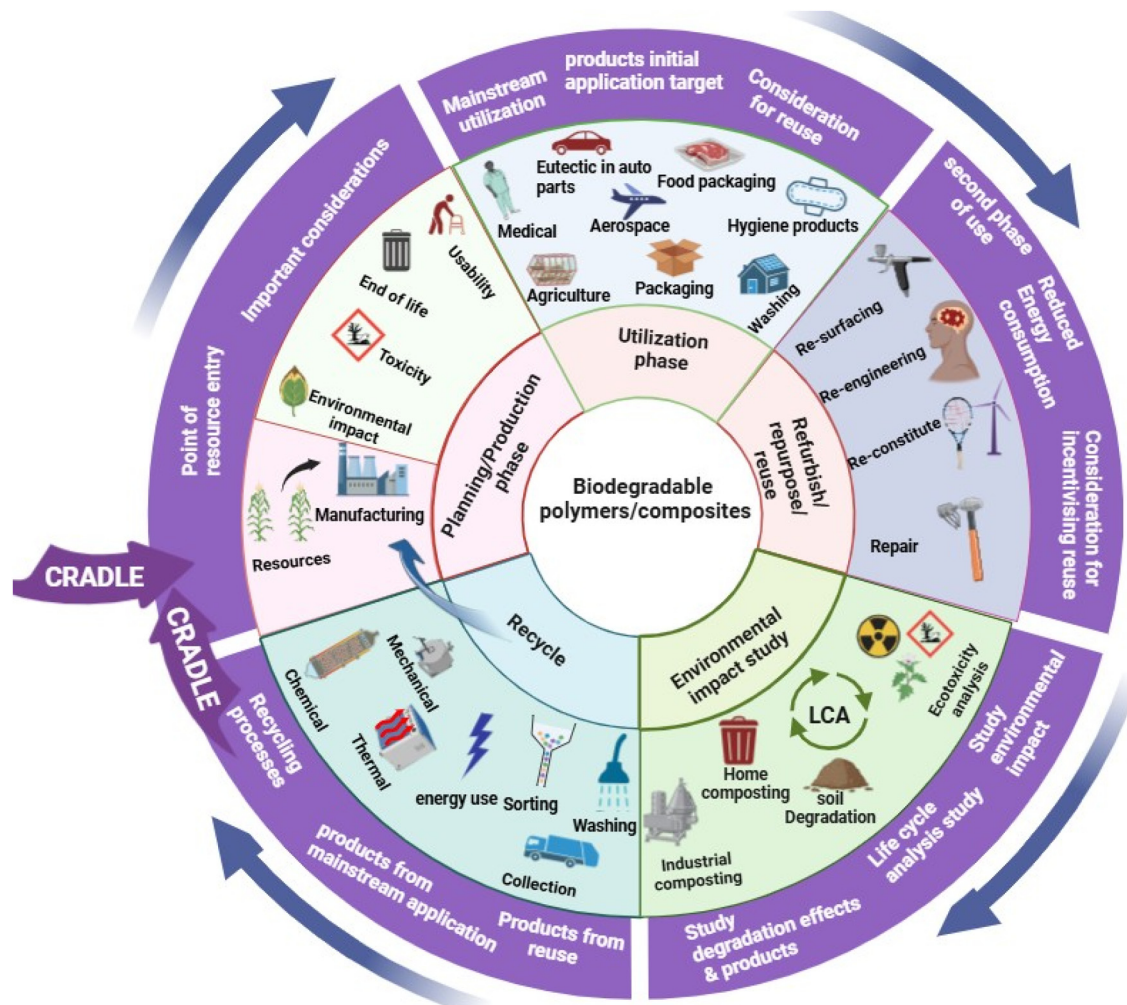 Mainstream
utilization
products initial
application target
Consideration
for reuse
second phase
of use
Reduced
Energy
consumption
Consideration for
incentivising reuse
Study environmental
impact
Life cycle
analysis study
Study
degradation effects
& products
Products from
reuse
products from
mainstream application
Recycling
processes
CRADLE
CRADLE
Point of
resource entry
Important considerations
Usability
End of life
Toxicity
Environmental
impact
Manufacturing
Resources
Planning/Production
phase
Eutectic in auto
parts
Food packaging
Medical
Aerospace
Hygiene products
Agriculture
Packaging
Washing
Utilization
phase
Re-surfacing
Re-engineering
Re-constitute
Repair
Refurbish/
repurpose/
reuse
Biodegradable
polymers/composites
Environmental
impact study
Ecotoxicity
analysis
LCA
Home
composting
soil
Degradation
Industrial
composting
Recycle
Mechanical
Chemical
Thermal
energy use
Sorting
Washing
Collection